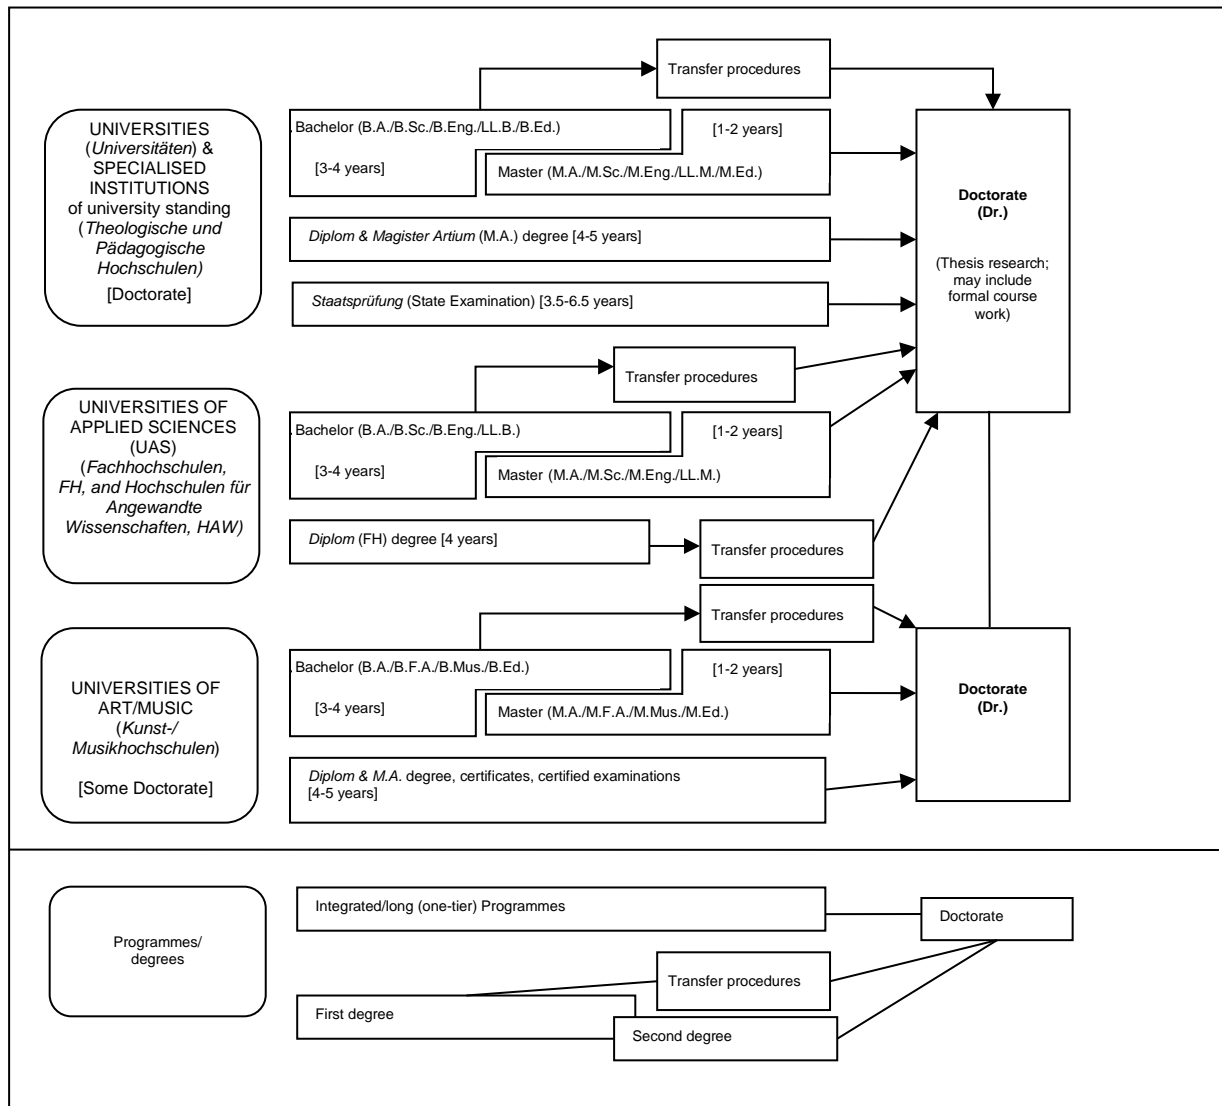 Transfer procedures
UNIVERSITIES
(Universitäten) &
SPECIALISED
INSTITUTIONS
of university standing
(Theologische und
Pädagogische
Hochschulen)
[Doctorate]
. Bachelor (B.A./B.Sc./B.Eng./LL.B./B.Ed.)
[3-4 years]
[1-2 years]
Master (M.A./M.Sc./M.Eng./LL.M./M.Ed.)
Diplom & Magister Artium (M.A.) degree [4-5 years]
Staatsprüfung (State Examination) [3.5-6.5 years]
Doctorate
(Dr.)
(Thesis research;
may include
formal course
work)
Transfer procedures
UNIVERSITIES OF
APPLIED SCIENCES
(UAS)
(Fachhochschulen,
FH, and Hochschulen für
Angewandte
Wissenschaften, HAW)
. Bachelor (B.A./B.Sc./B.Eng./LL.B.)
[3-4 years]
[1-2 years]
Master (M.A./M.Sc./M.Eng./LL.M.)
Diplom (FH) degree [4 years]
Transfer procedures
Transfer procedures
UNIVERSITIES OF
ART/MUSIC
(Kunst-/
Musikhochschulen)
[Some Doctorate]
. Bachelor (B.A./B.F.A./B.Mus./B.Ed.)
[3-4 years]
[1-2 years]
Master (M.A./M.F.A./M.Mus./M.Ed.)
Diplom & M.A. degree, certificates, certified examinations
[4-5 years]
Doctorate
(Dr.)
Programmes/
degrees
Integrated/long (one-tier) Programmes
Doctorate
Transfer procedures
First degree
Second degree